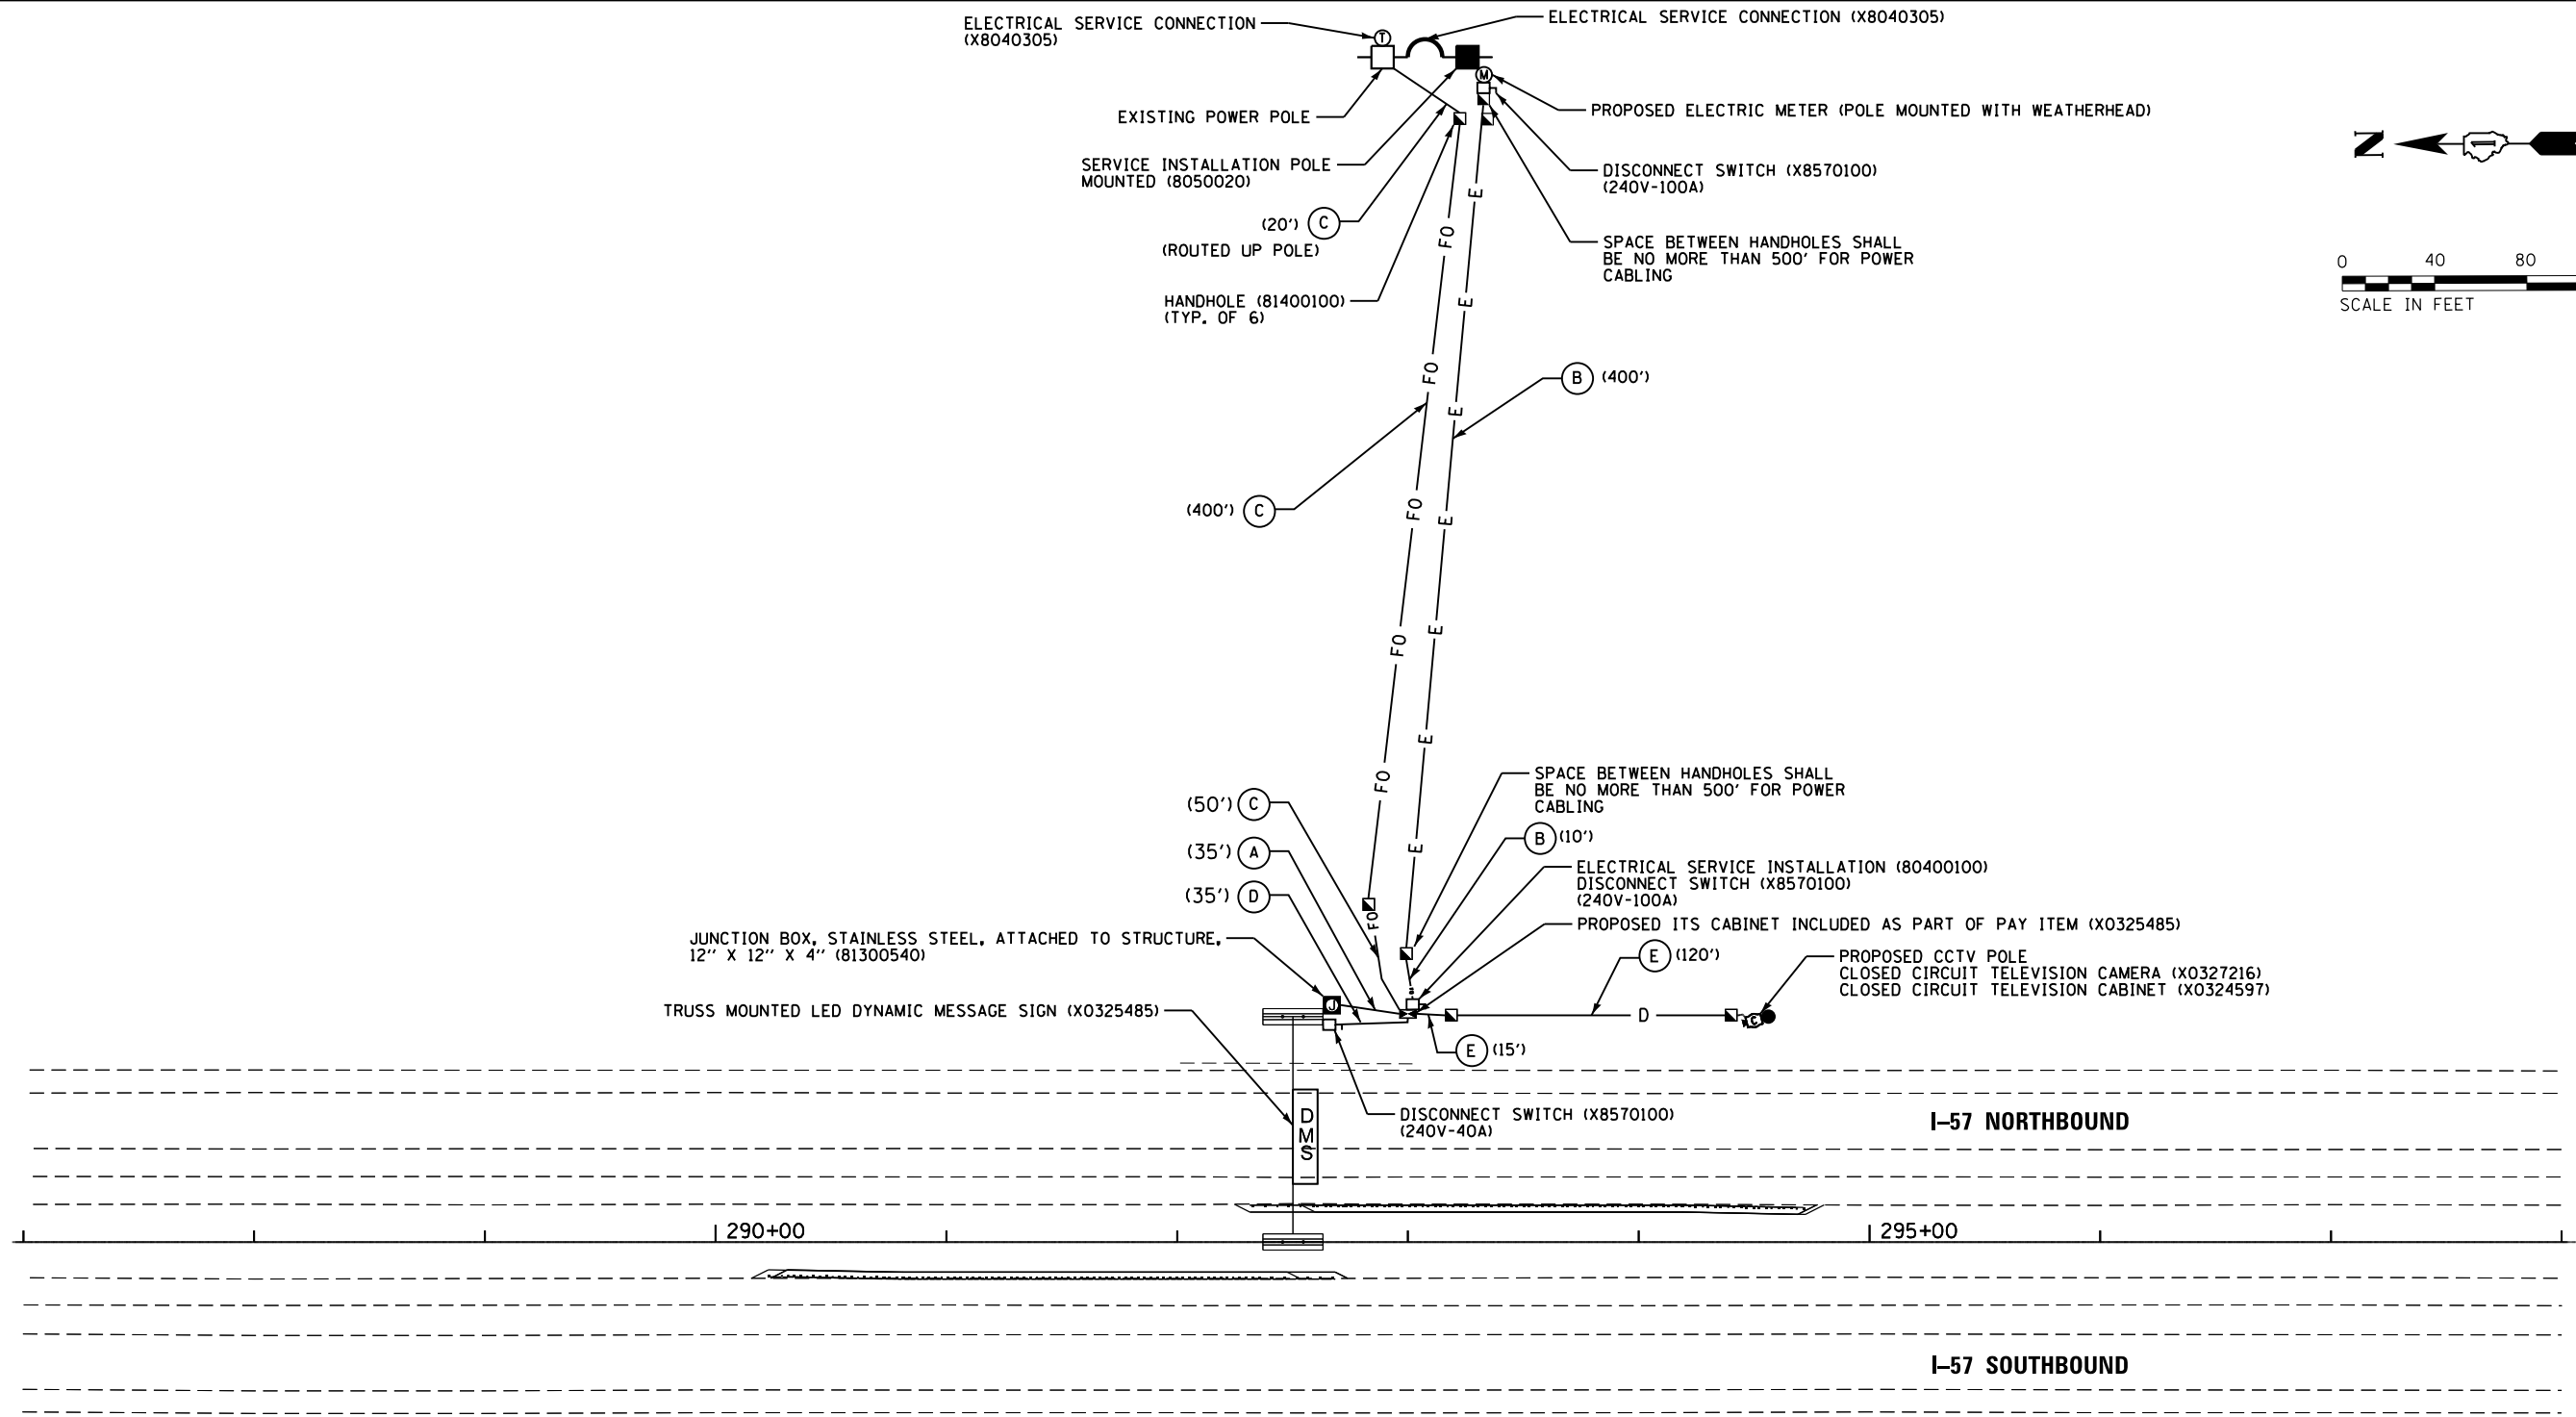 ELECTRICAL SERVICE CONNECTION
(X8040305)
ELECTRICAL SERVICE CONNECTION (X8040305)
T
M
EXISTING POWER POLE
PROPOSED ELECTRIC METER (POLE MOUNTED WITH WEATHERHEAD)
N
SERVICE INSTALLATION POLE
MOUNTED (8050020)
DISCONNECT SWITCH (X8570100)
(240V-100A)
(20') C
(ROUTED UP POLE)
SPACE BETWEEN HANDHOLES SHALL
BE NO MORE THAN 500' FOR POWER
CABLING
0 40 80
SCALE IN FEET
HANDHOLE (81400100)
(TYP. OF 6)
E
FO
E
FO
B (400')
E
(400') C
FO
E
FO
E
E
FO
E
SPACE BETWEEN HANDHOLES SHALL
BE NO MORE THAN 500' FOR POWER
CABLING
(50') C
B (10')
(35') A
ELECTRICAL SERVICE INSTALLATION (80400100)
DISCONNECT SWITCH (X8570100)
(240V-100A)
(35') D
FO
PROPOSED ITS CABINET INCLUDED AS PART OF PAY ITEM (X0325485)
JUNCTION BOX, STAINLESS STEEL, ATTACHED TO STRUCTURE,
12" X 12" X 4" (81300540)
E (120')
PROPOSED CCTV POLE
CLOSED CIRCUIT TELEVISION CAMERA (X0327216)
CLOSED CIRCUIT TELEVISION CABINET (X0324597)
J
TRUSS MOUNTED LED DYNAMIC MESSAGE SIGN (X0325485)
D
C
E (15')
DISCONNECT SWITCH (X8570100)
(240V-40A)
D
M
S
I-57 NORTHBOUND
290+00
295+00
I-57 SOUTHBOUND